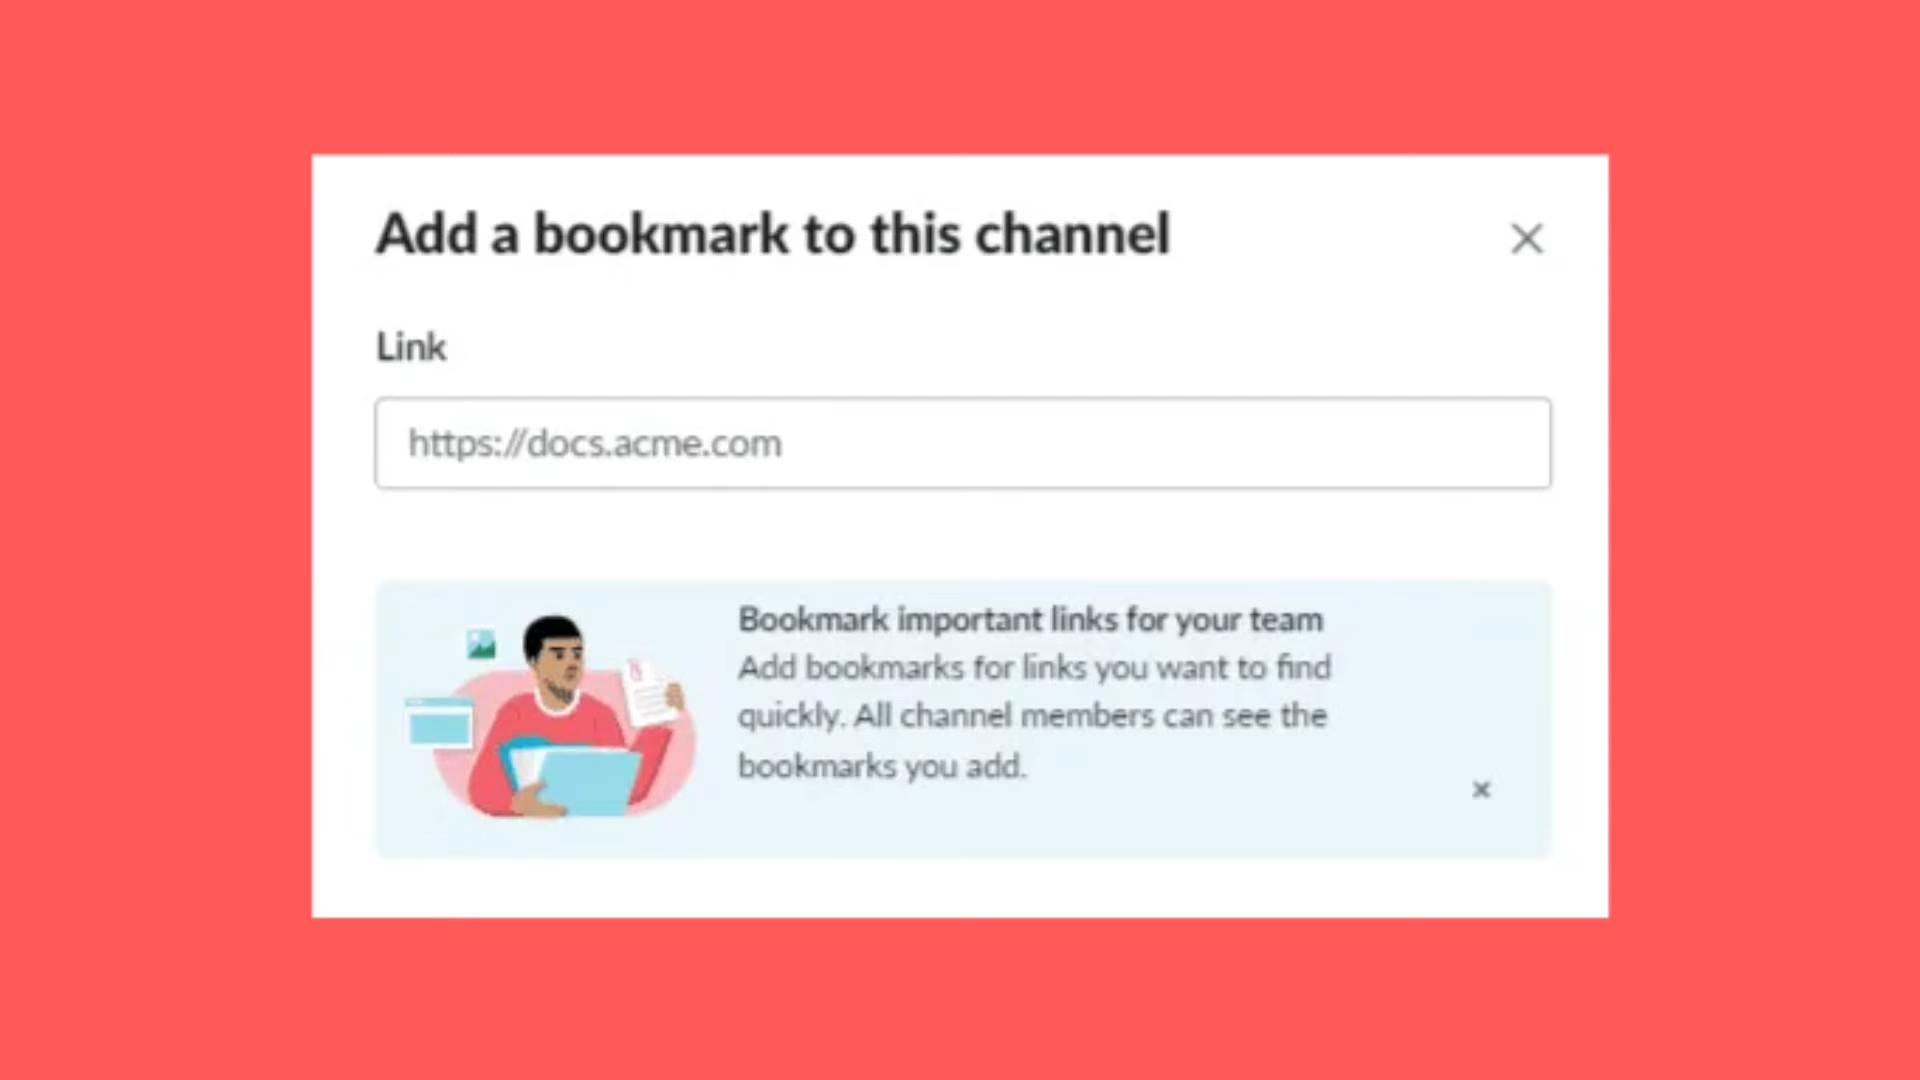 Add a bookmark to this channel
Link
https://docs.acme.com
Bookmark important links for your team
Add bookmarks for links you want to find
quickly. All channel members can see the
bookmarks you add.